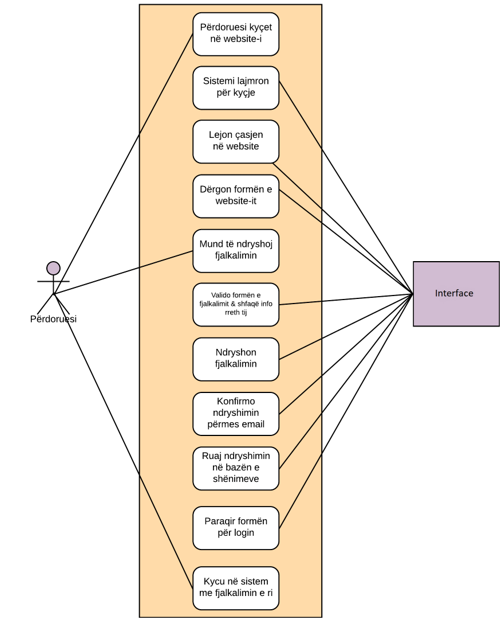 Përdoruesi kyçet
në website-i
Sistemi lajmron
për kyçje
Lejon çasjen
në website
Dërgon formën e
website-it
Mund të ndryshoj
fjalkalimin
Valido formën e
fjalkalimit & shfaqë info
rreth tij
Ndryshon
fjalkalimin
Konfirmo
ndryshimin
përmes email
Ruaj ndryshimin
në bazën e
shënimeve
Paraqir formën
për login
Kycu në sistem
me fjalkalimin e ri
Përdoruesi
Interface